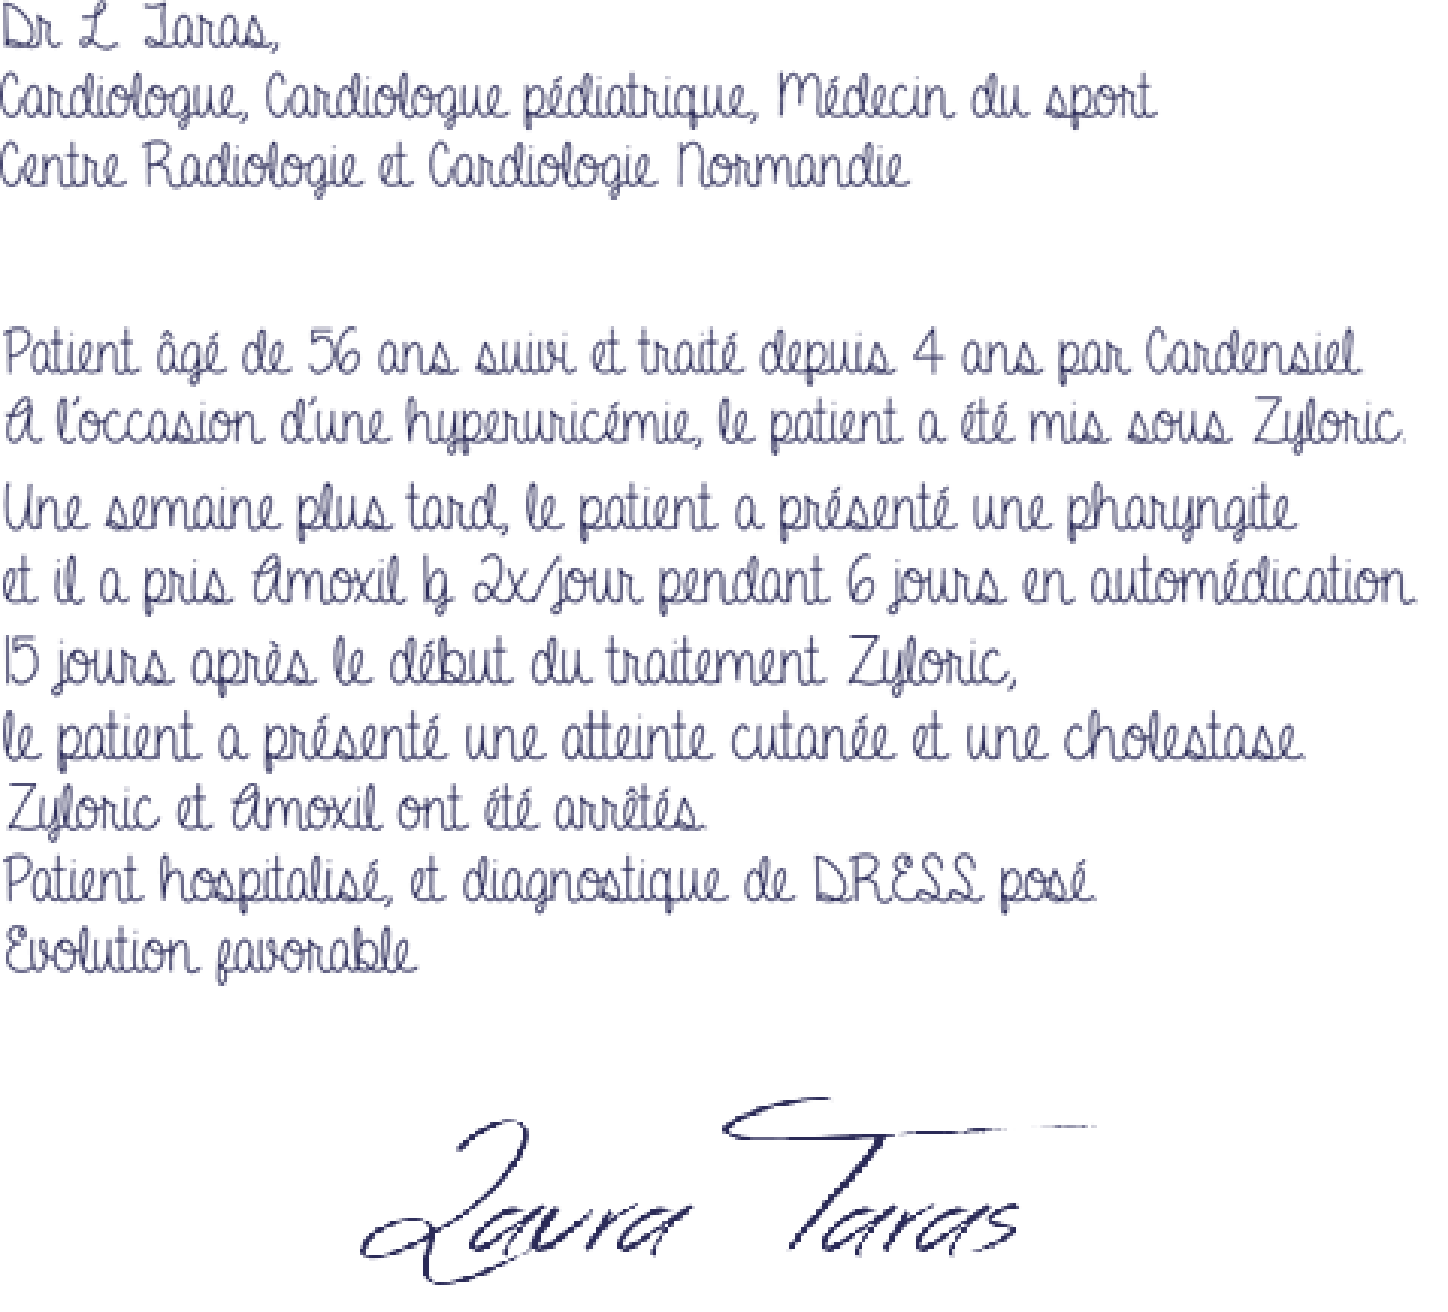 Dr L Taras,
Cardiologue, Cardiologue pédiatrique, Médecin du sport
Centre Radiologie et Cardiologie Normandie
Patient âgé de 56 ans suivi et traité depuis 4 ans par Cardensiel
A l'occasion d'une hyperuricémie, le patient a été mis sous Zyloric.
Une semaine plus tard, le patient a présenté une pharyngite
et il a pris Amoxil 1g 2x/jour pendant 6 jours en automédication.
15 jours après le début du traitement Zyloric,
le patient a présenté une atteinte cutanée et une cholestase.
Zyloric et Amoxil ont été arrêtés.
Patient hospitalisé, et diagnostique de DRESS posé.
Evolution favorable
Laura Taras